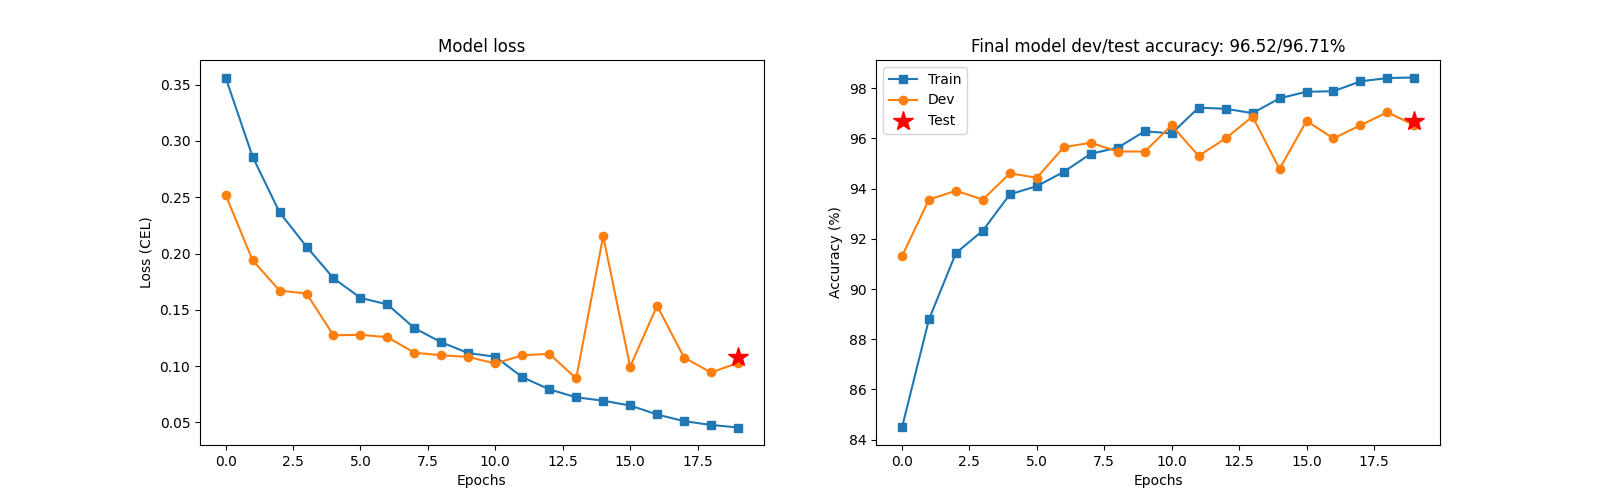 Model loss
Final model dev/test accuracy: 96.52/96.71%
Loss (CEL)
0.35
0.30
0.25
0.20
0.15
0.10
0.05
0.0 2.5 5.0 7.5 10.0 12.5 15.0 17.5
Epochs
Train
Dev
Test
Accuracy (%)
98
96
94
92
90
88
86
84
0.0 2.5 5.0 7.5 10.0 12.5 15.0 17.5
Epochs